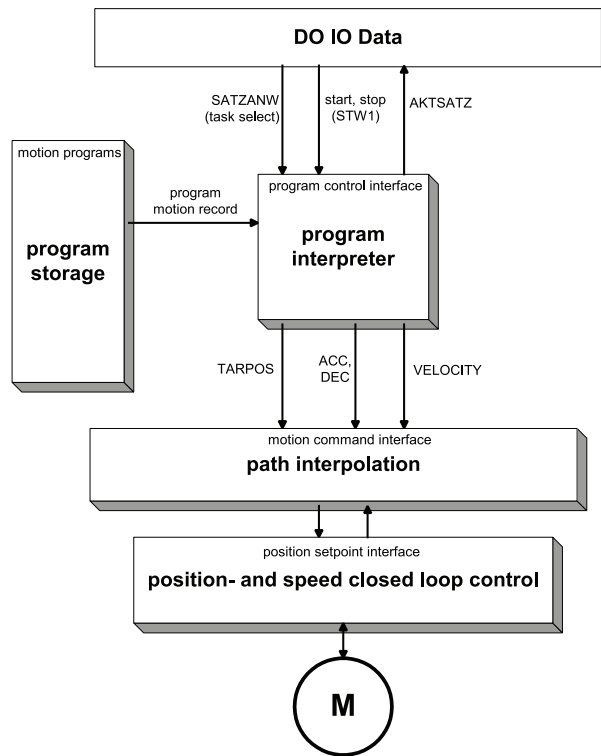 DO IO Data
SATZANW
(task select)
start, stop
(STW1)
AKTSATZ
motion programs
program
storage
program
motion record
program control interface
program
interpreter
TARPOS
ACC,
DEC
VELOCITY
motion command interface
path interpolation
position setpoint interface
position- and speed closed loop control
M